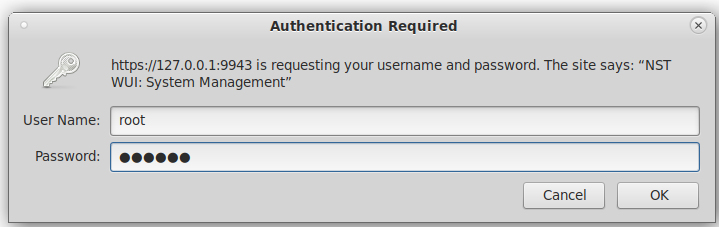 Authentication Required
https://127.0.0.1:9943 is requesting your username and password. The site says: “NST
WUI: System Management”
User Name: root
Password: ●●●●●●
Cancel OK